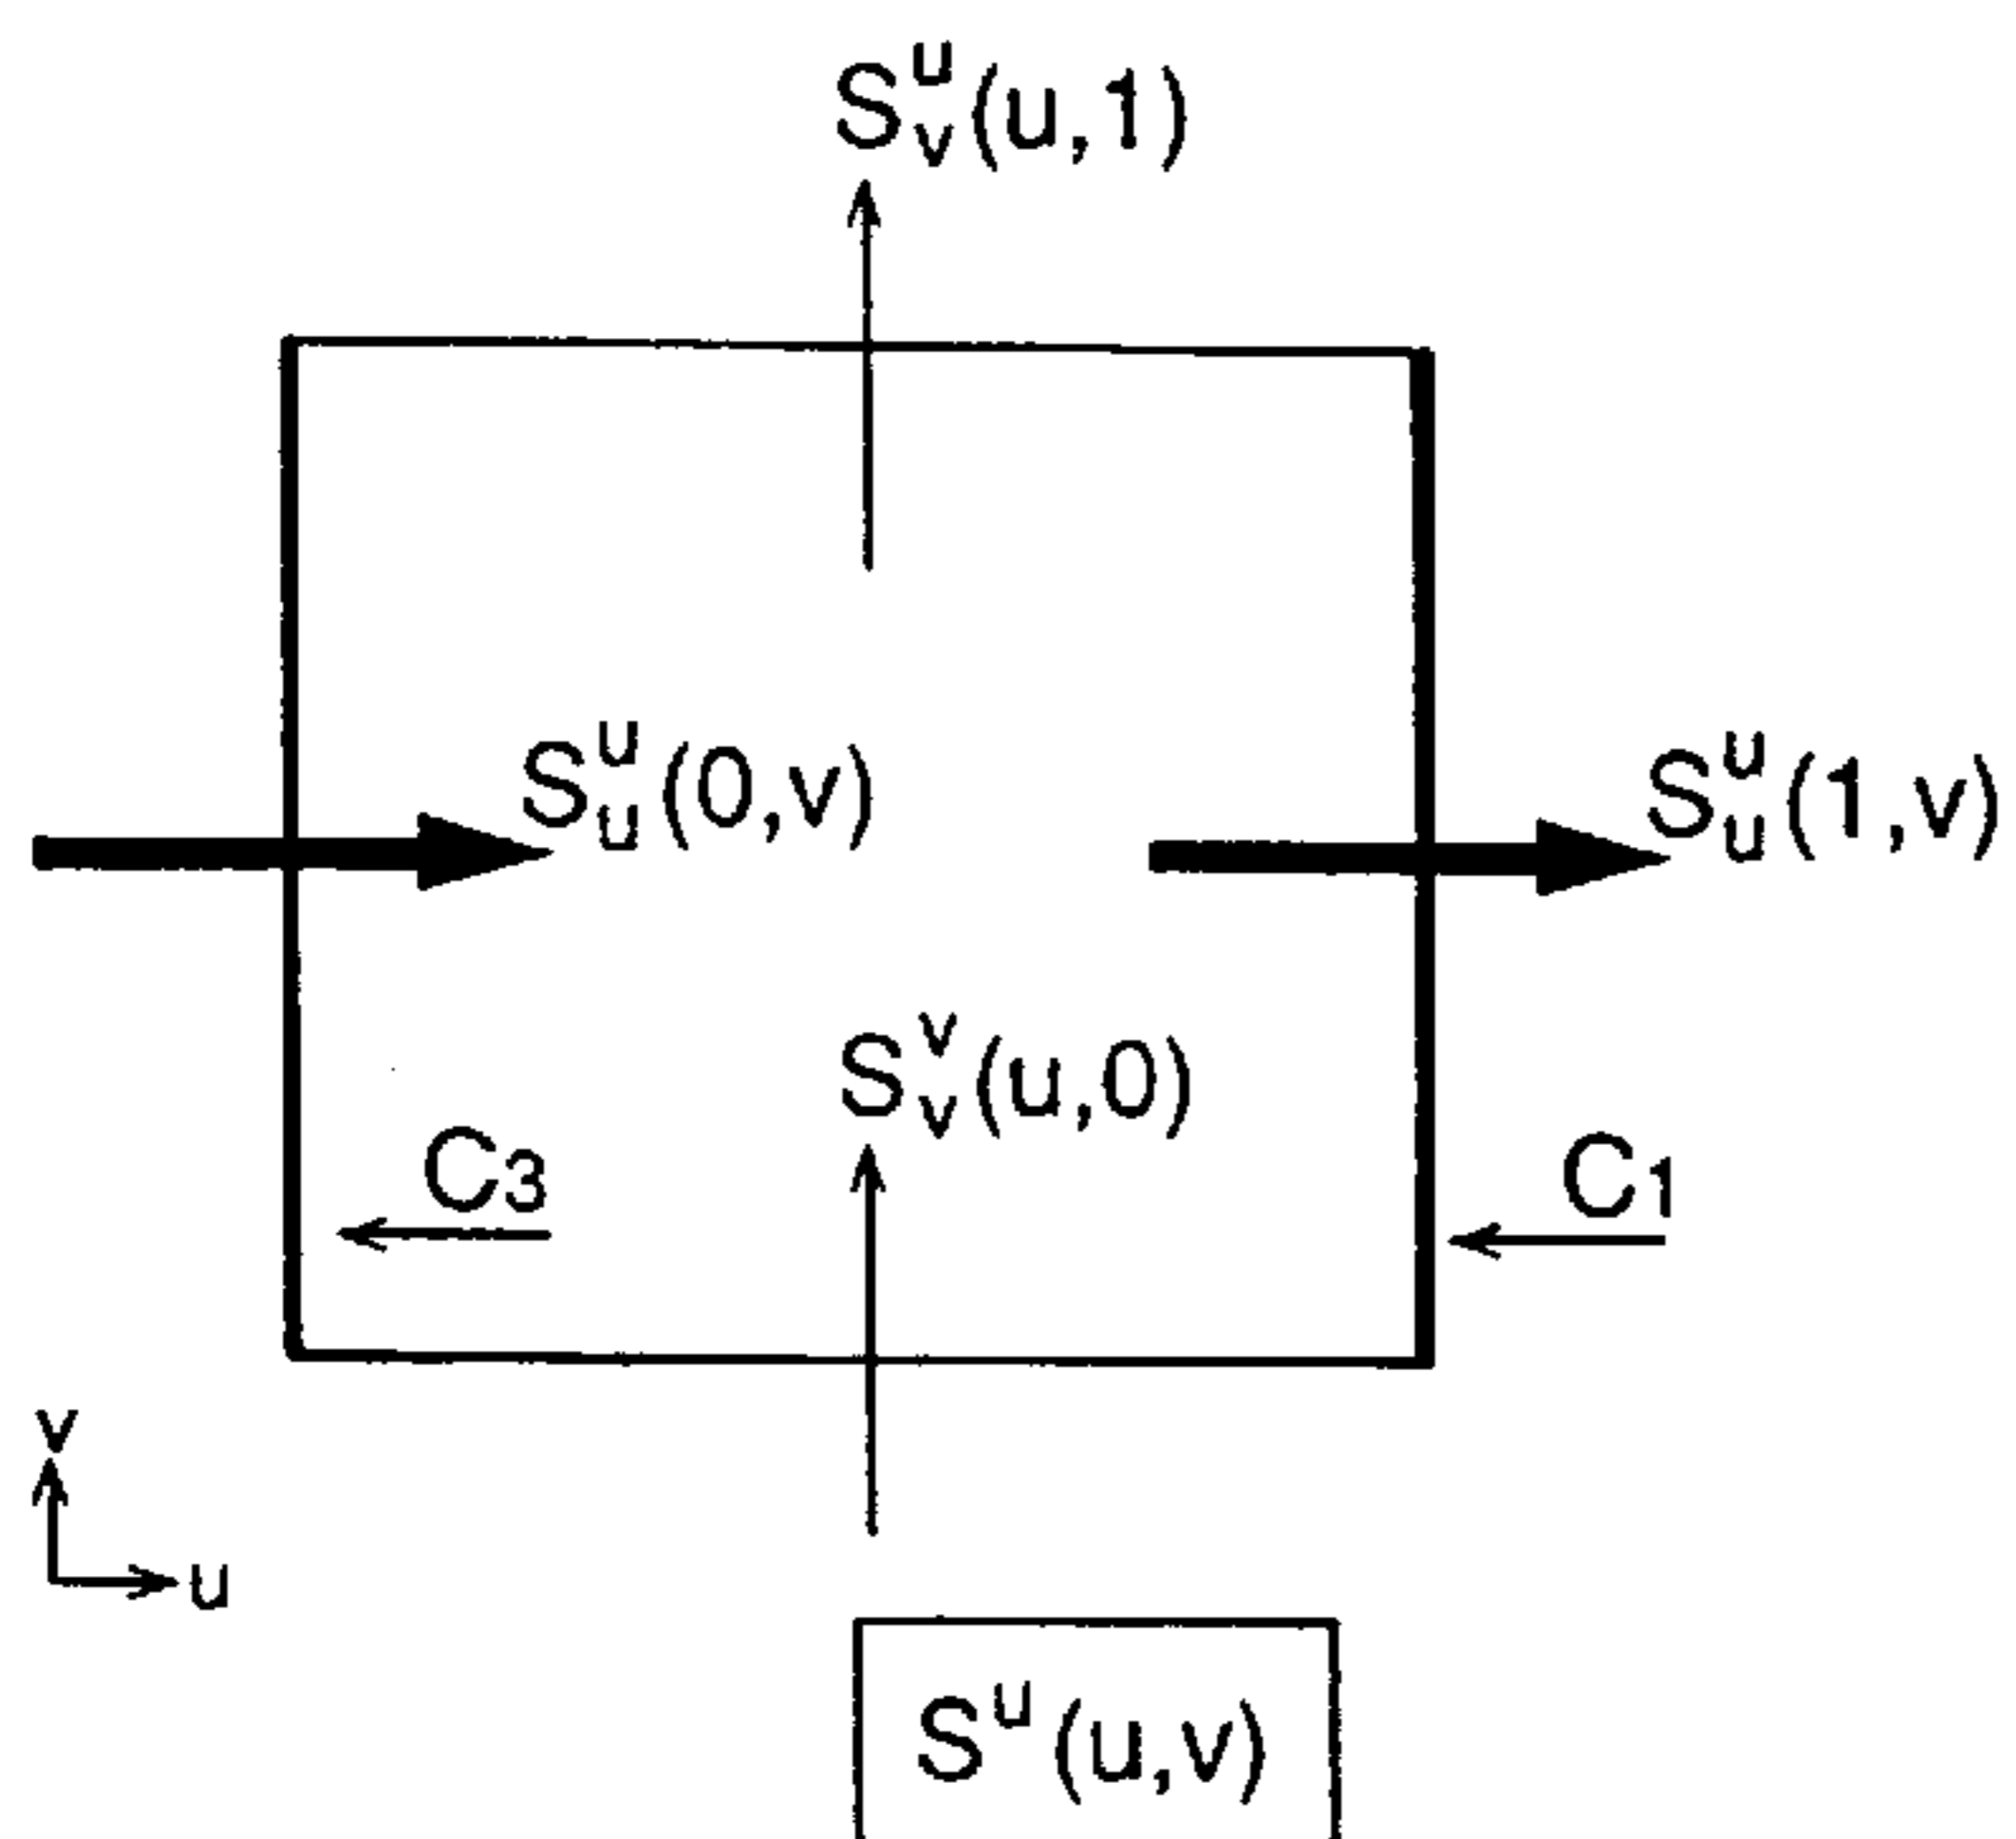 S^u_v(u,1)
S^u_u(0,v)
S^u_u(1,v)
S^v_v(u,0)
C3
C1
v
u
S^u(u,v)